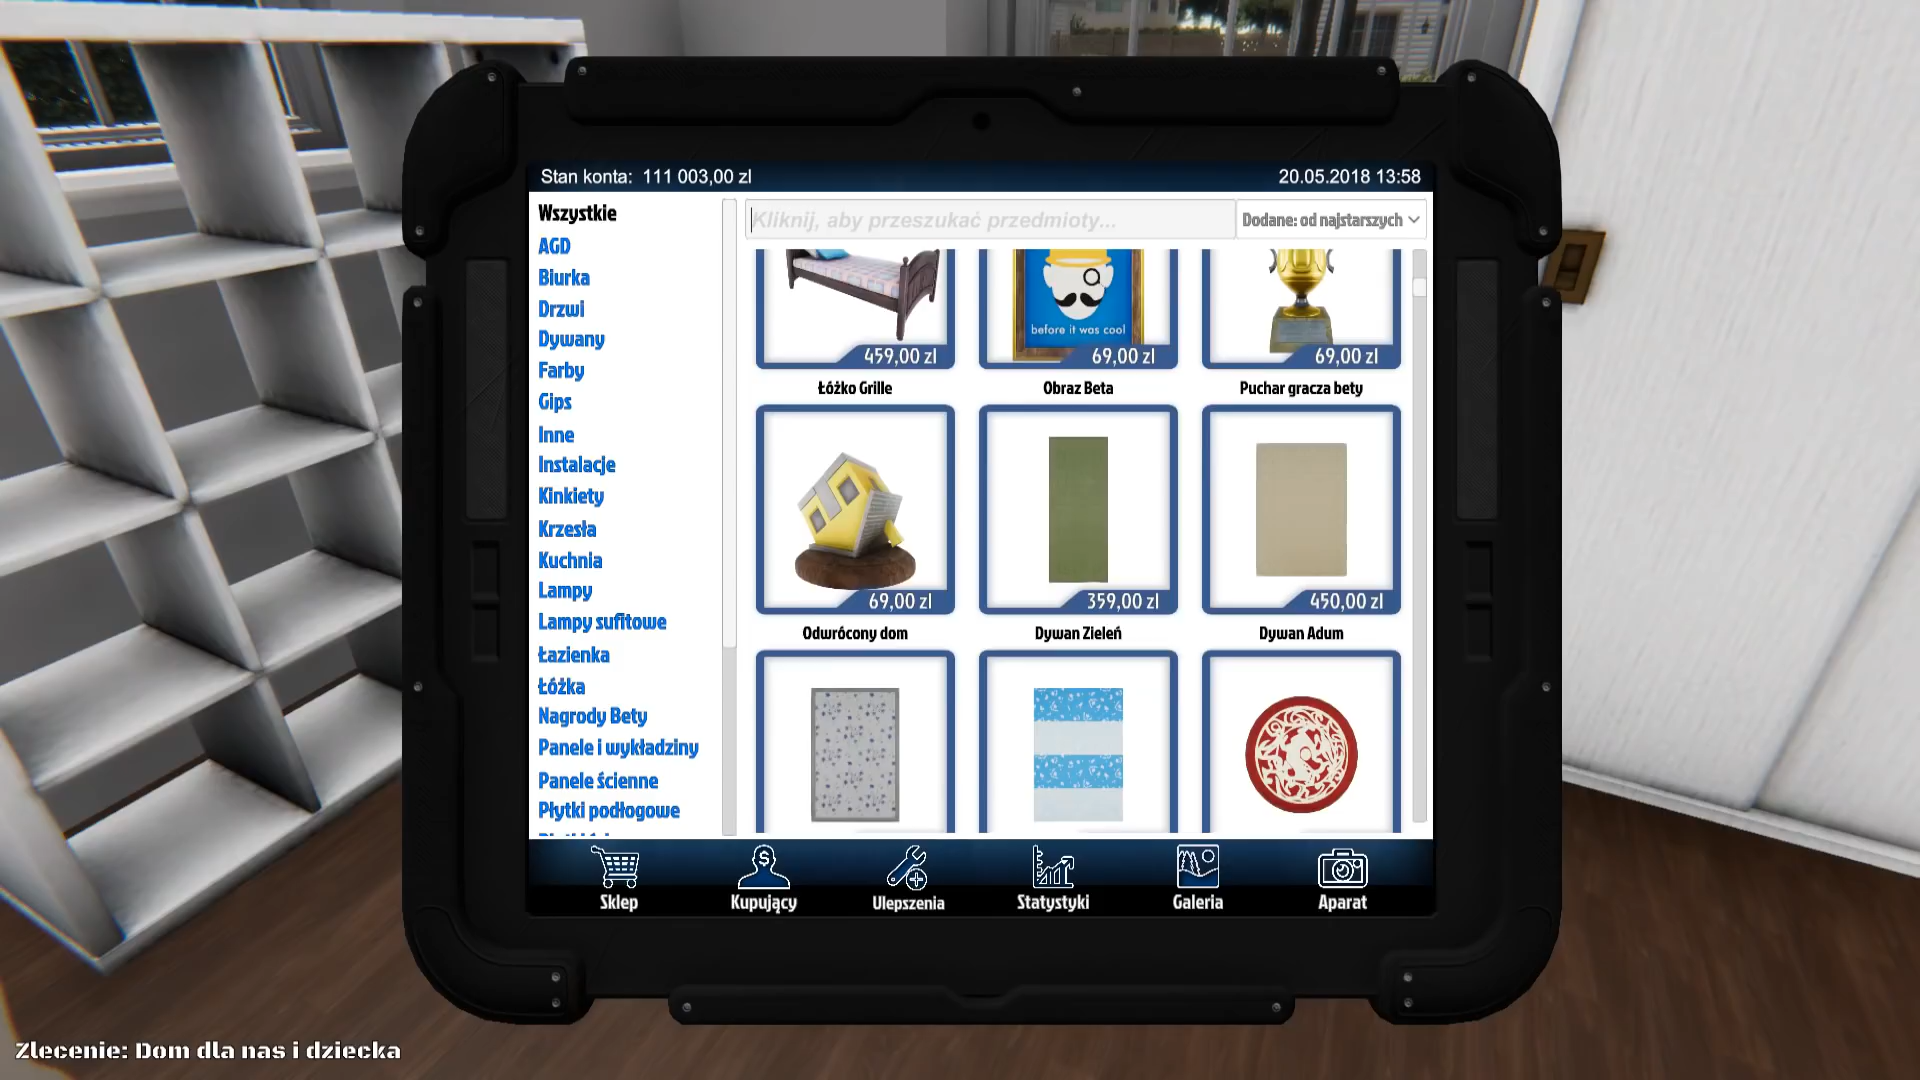 Stan konta: 111 003,00 zl
20.05.2018 13:58
Wszystkie
AGD
Biurka
Drzwi
Dywany
Farby
Gips
Inne
Instalacje
Kinkiety
Krzesła
Kuchnia
Lampy
Lampy sufitowe
Łazienka
Łóżka
Nagrody Bety
Panele i wykładziny
Panele ścienne
Płytki podłogowe
Kliknij, aby przeszukać przedmioty...
Dodane: od najstarszych
before it was cool
459,00 zl
69,00 zl
69,00 zl
Łóżko Grille
Obraz Beta
Puchar gracza bety
69,00 zl
359,00 zl
450,00 zl
Odwrócony dom
Dywan Zieleń
Dywan Adum
Sklep
Kupujący
Ulepszenia
Statystyki
Galeria
Aparat
Zlecenie: Dom dla nas i dziecka